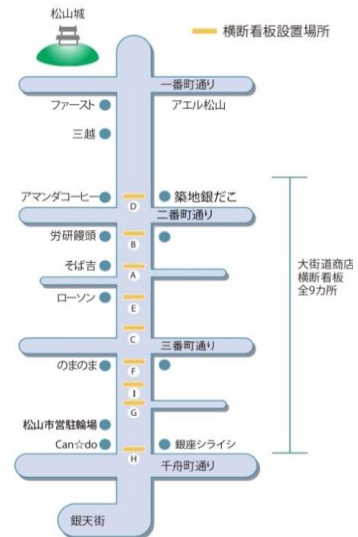 松山城
横断看板設置場所
一番町通り
ファースト
アエル松山
三越
アマンダコーヒー
築地銀だこ
D
二番町通り
労研饅頭
B
そば吉
A
大街道商店
横断看板
全9カ所
ローソン
E
C
三番町通り
のまのま
F
I
G
松山市営駐輪場
Can☆do
銀座シライシ
H
千舟町通り
銀天街